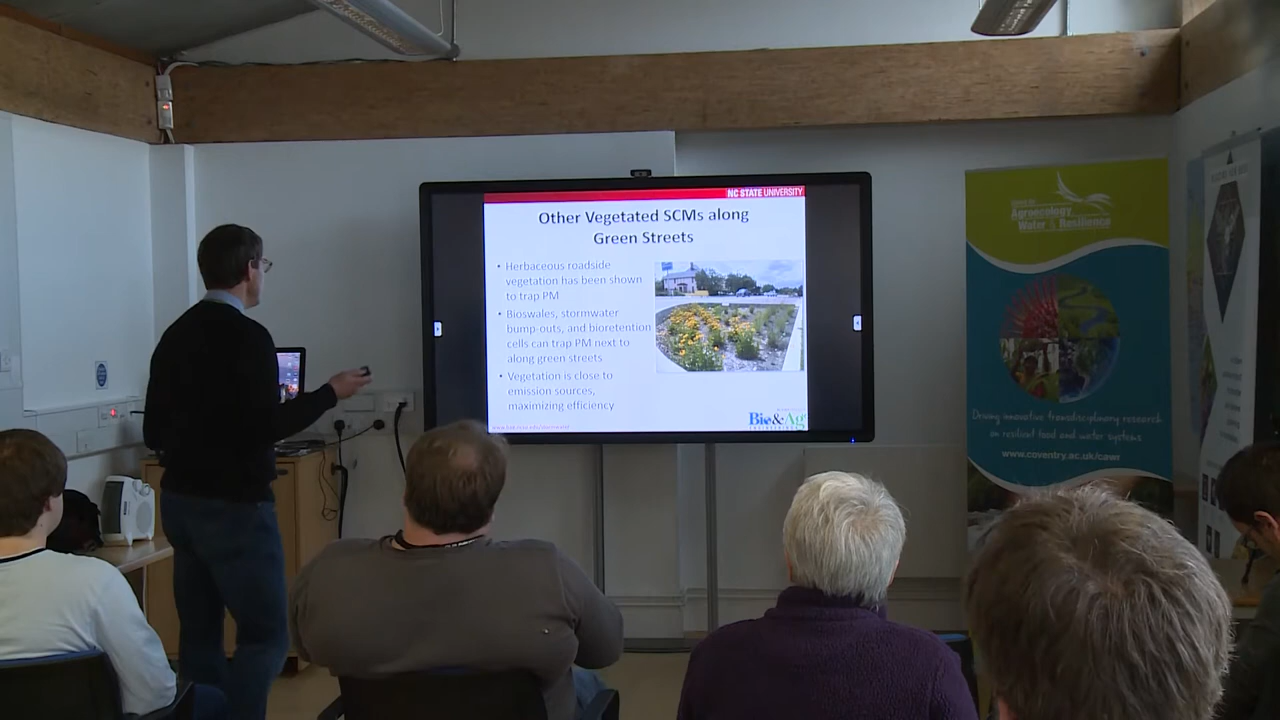 NC STATE UNIVERSITY
Other Vegetated SCMs along
Green Streets
• Herbaceous roadside
vegetation has been shown
to trap PM
• Bioswales, stormwater
bump-outs, and bioretention
cells can trap PM next to
along green streets
• Vegetation is close to
emission sources,
maximizing efficiency
Bio&Ag
ENGINEERING
Agroecology
Water & Resilience
Driving innovative transdisciplinary research
on resilient food and water systems
www.coventry.ac.uk/cawr